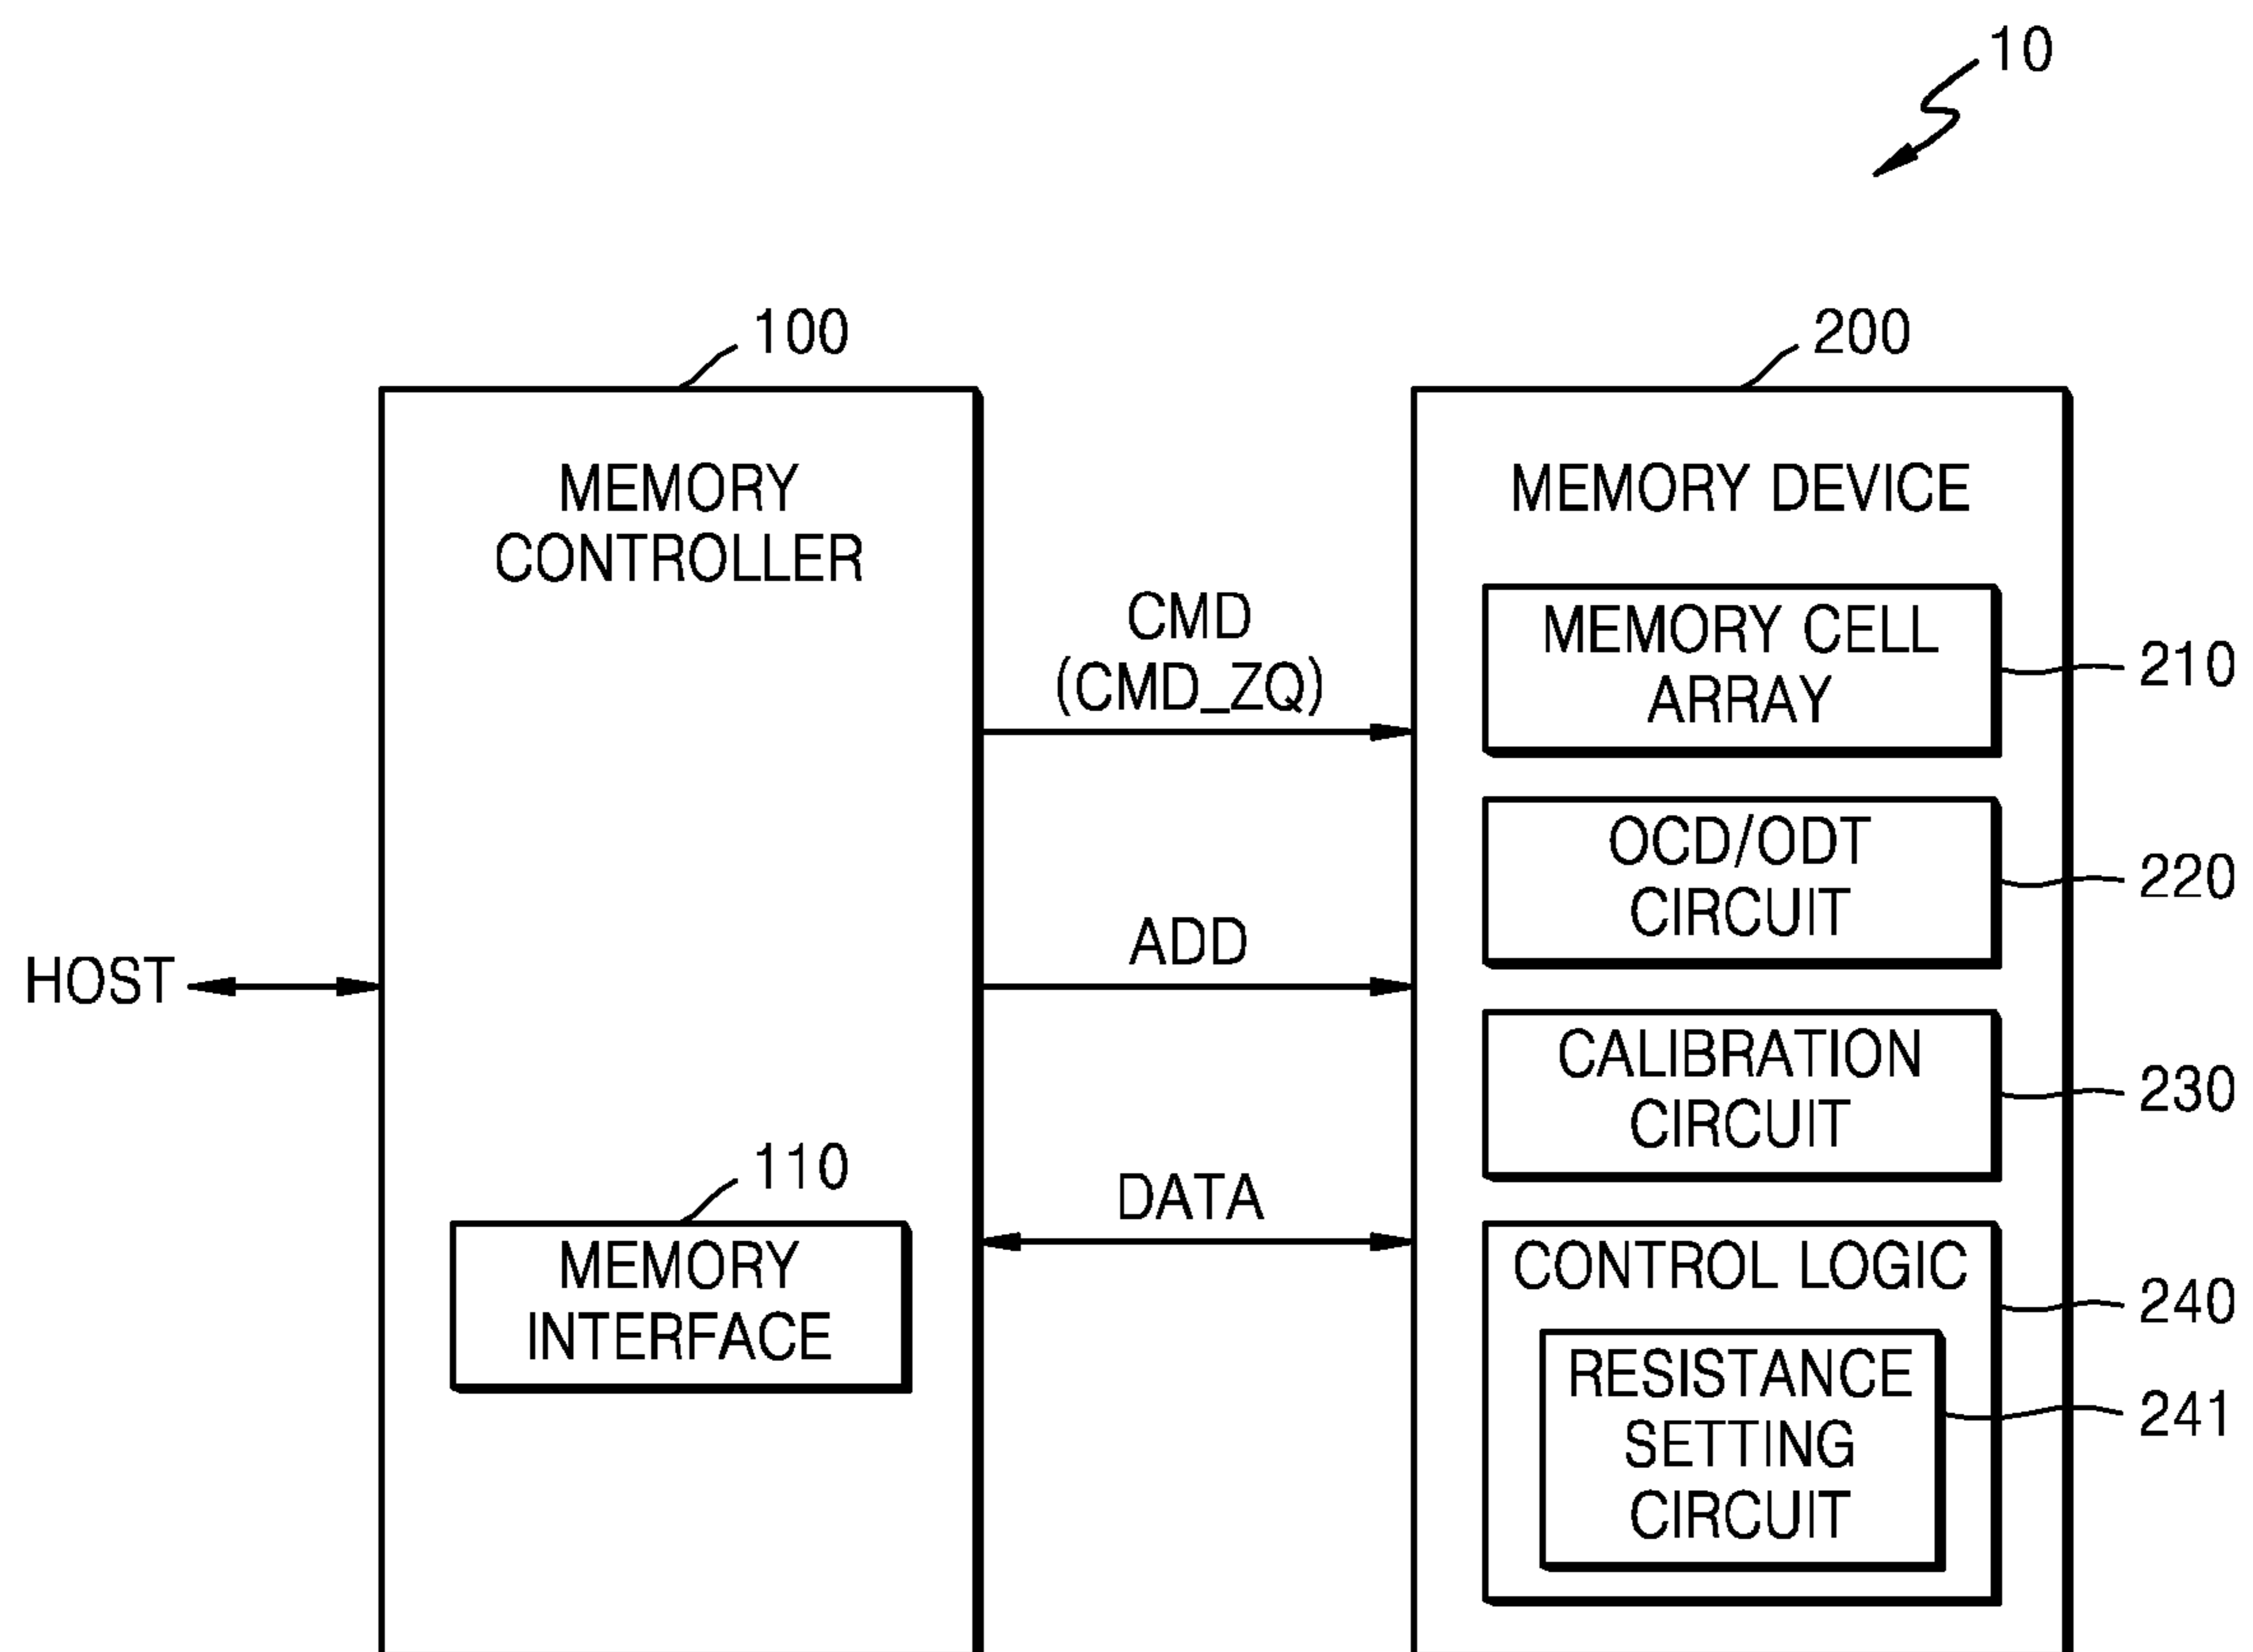 10
100
200
MEMORY
CONTROLLER
MEMORY DEVICE
CMD
(CMD_ZQ)
MEMORY CELL
ARRAY
210
OCD/ODT
CIRCUIT
220
HOST
ADD
CALIBRATION
CIRCUIT
230
110
MEMORY
INTERFACE
DATA
CONTROL LOGIC
240
RESISTANCE
SETTING
CIRCUIT
241